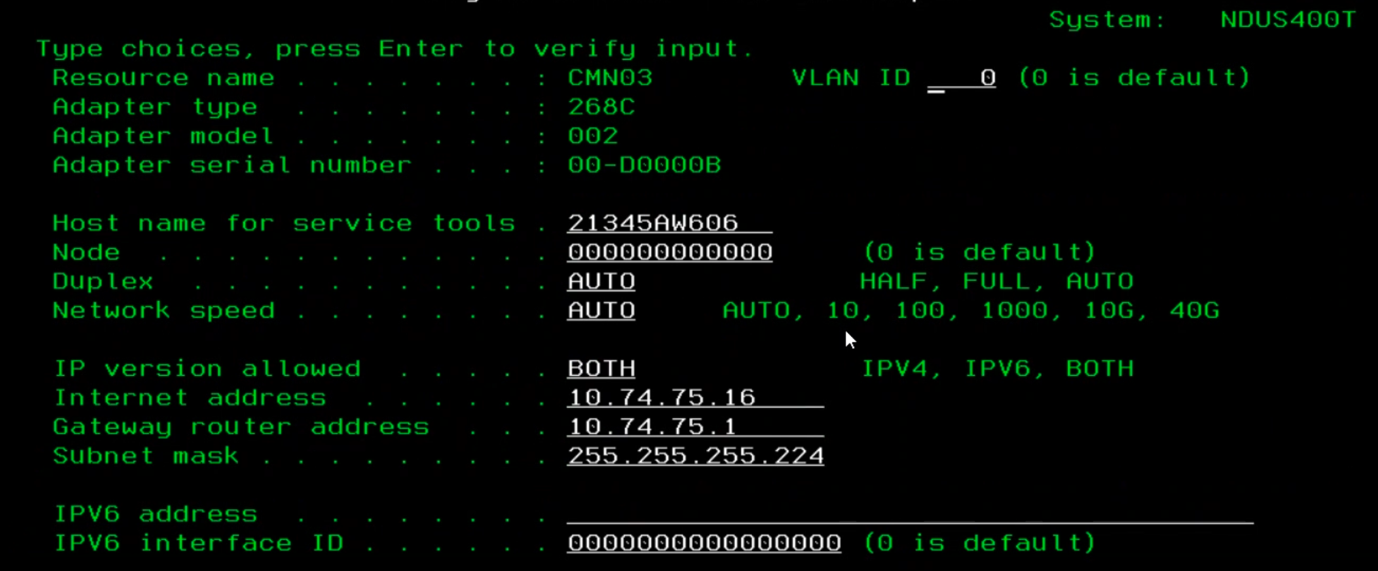 System: NDUS400T
Type choices, press Enter to verify input.
Resource name . . . . . . . : CMN03 VLAN ID 0 (0 is default)
Adapter type . . . . . . . : 268C
Adapter model . . . . . . . : 002
Adapter serial number . . . : 00-D0000B
Host name for service tools . 21345AW606
Node . . . . . . . . . . . . 000000000000 (0 is default)
Duplex . . . . . . . . . . . AUTO HALF, FULL, AUTO
Network speed . . . . . . . . AUTO AUTO, 10, 100, 1000, 10G, 40G
IP version allowed . . . . . BOTH IPV4, IPV6, BOTH
Internet address . . . . . . 10.74.75.16
Gateway router address . . . 10.74.75.1
Subnet mask . . . . . . . . . 255.255.255.224
IPV6 address . . . . . . . .
IPV6 interface ID . . . . . . 0000000000000000 (0 is default)